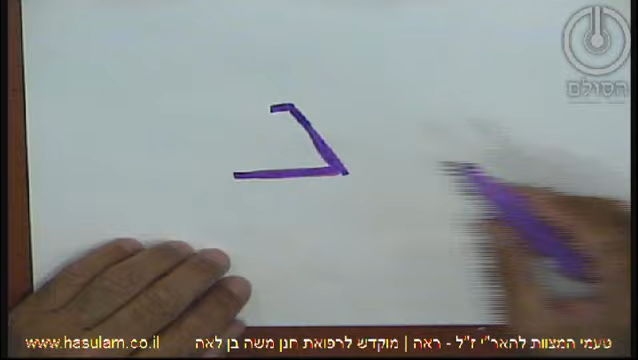 הסולם
טעמי המצוות להאר"י ז"ל - ראה | מוקדש לרפואת חנן משה בן לאה
www.hasulam.co.il